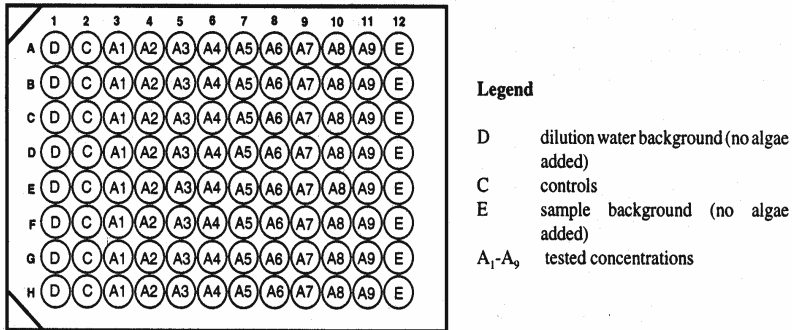 1 2 3 4 5 6 7 8 9 10 11 12
A D C A1 A2 A3 A4 A5 A6 A7 A8 A9 E
B D C A1 A2 A3 A4 A5 A6 A7 A8 A9 E
C D C A1 A2 A3 A4 A5 A6 A7 A8 A9 E
D D C A1 A2 A3 A4 A5 A6 A7 A8 A9 E
E D C A1 A2 A3 A4 A5 A6 A7 A8 A9 E
F D C A1 A2 A3 A4 A5 A6 A7 A8 A9 E
G D C A1 A2 A3 A4 A5 A6 A7 A8 A9 E
H D C A1 A2 A3 A4 A5 A6 A7 A8 A9 E
Legend
D dilution water background (no algae
added)
C controls
E sample background (no algae
added)
A₁-A₉ tested concentrations